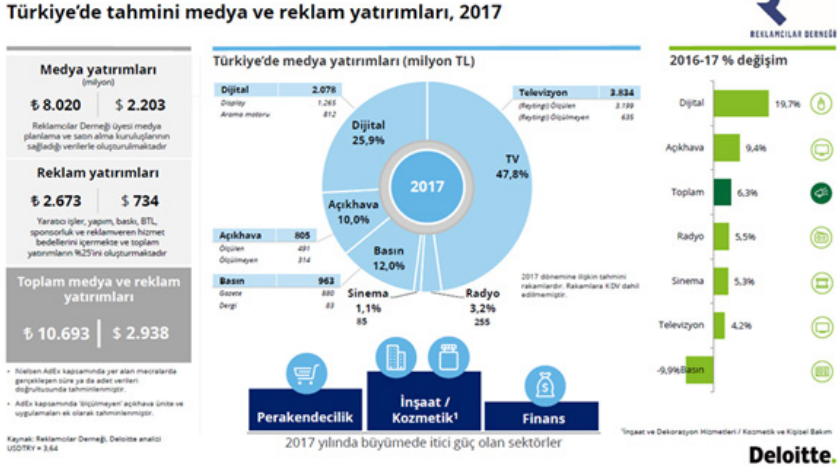 Türkiye'de tahmini medya ve reklam yatırımları, 2017
REKLAMCILAR DERNEĞİ
Medya yatırımları
(milyon)
₺ 8.020 $ 2.203
Reklamcılar Derneği üyesi medya
planlama ve satın alma kuruluşlarının
sağladığı verilerle oluşturulmaktadır
Reklam yatırımları
₺ 2.673 $ 734
Yaratıcı işler, yapım, baskı, BTL,
sponsorluk ve reklamveren hizmet
bedellerini içermekte ve toplam
yatırımların %25'ini oluşturmaktadır
Toplam medya ve reklam
yatırımları
₺ 10.693 $ 2.938
• Nielsen AdEx kapsamında yer alan mecralarda
gerçekleşen süre ya da adet verileri
doğrultusunda tahminlenmiştir.
• AdEx kapsamında 'ölçülmeyen' açıkhava ünite ve
uygulamaları ek olarak tahminlenmiştir.
Kaynak: Reklamcılar Derneği, Deloitte analizi
USDTRY = 3,64
Türkiye'de medya yatırımları (milyon TL)
Dijital 2.078
Display 1.265
Arama motoru 812
Televizyon 3.834
(Reytingi) Ölçülen 3.199
(Reytingi) Ölçülmeyen 635
Dijital
25,9%
TV
47,8%
2017
Açıkhava
10,0%
Basın
12,0%
Açıkhava 805
Ölçülen 491
Ölçülmeyen 314
Basın 963
Gazete 880
Dergi 83
Sinema
1,1%
85
Radyo
3,2%
255
2017 dönemine ilişkin tahmini
rakamlardır. Rakamlara KDV dahil
edilmemiştir.
Perakendecilik
İnşaat /
Kozmetik¹
Finans
2017 yılında büyümede itici güç olan sektörler
2016-17 % değişim
Dijital 19,7%
Açıkhava 9,4%
Toplam 6,3%
Radyo 5,5%
Sinema 5,3%
Televizyon 4,2%
-9,9% Basın
¹İnşaat ve Dekorasyon Hizmetleri / Kozmetik ve Kişisel Bakım
Deloitte.